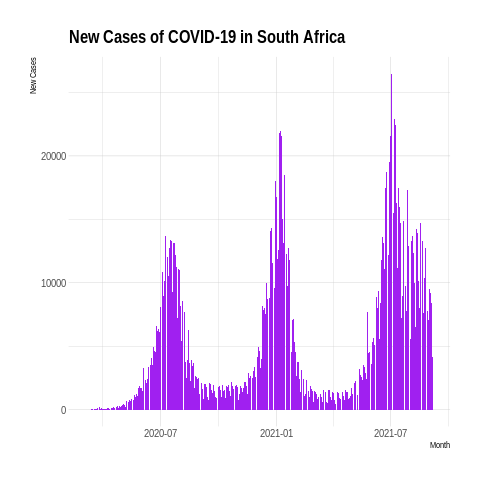 New Cases of COVID-19 in South Africa
New Cases
20000
10000
0
2020-07 2021-01 2021-07
Month